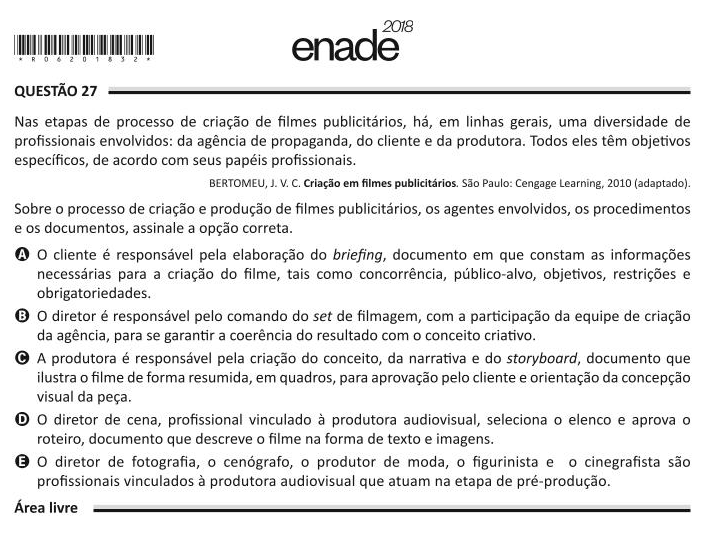 *R06201832*
enade 2018
QUESTÃO 27
Nas etapas de processo de criação de filmes publicitários, há, em linhas gerais, uma diversidade de
profissionais envolvidos: da agência de propaganda, do cliente e da produtora. Todos eles têm objetivos
específicos, de acordo com seus papéis profissionais.
BERTOMEU, J. V. C. Criação em filmes publicitários. São Paulo: Cengage Learning, 2010 (adaptado).
Sobre o processo de criação e produção de filmes publicitários, os agentes envolvidos, os procedimentos
e os documentos, assinale a opção correta.
A O cliente é responsável pela elaboração do briefing, documento em que constam as informações
necessárias para a criação do filme, tais como concorrência, público-alvo, objetivos, restrições e
obrigatoriedades.
B O diretor é responsável pelo comando do set de filmagem, com a participação da equipe de criação
da agência, para se garantir a coerência do resultado com o conceito criativo.
C A produtora é responsável pela criação do conceito, da narrativa e do storyboard, documento que
ilustra o filme de forma resumida, em quadros, para aprovação pelo cliente e orientação da concepção
visual da peça.
D O diretor de cena, profissional vinculado à produtora audiovisual, seleciona o elenco e aprova o
roteiro, documento que descreve o filme na forma de texto e imagens.
E O diretor de fotografia, o cenógrafo, o produtor de moda, o figurinista e o cinegrafista são
profissionais vinculados à produtora audiovisual que atuam na etapa de pré-produção.
Área livre